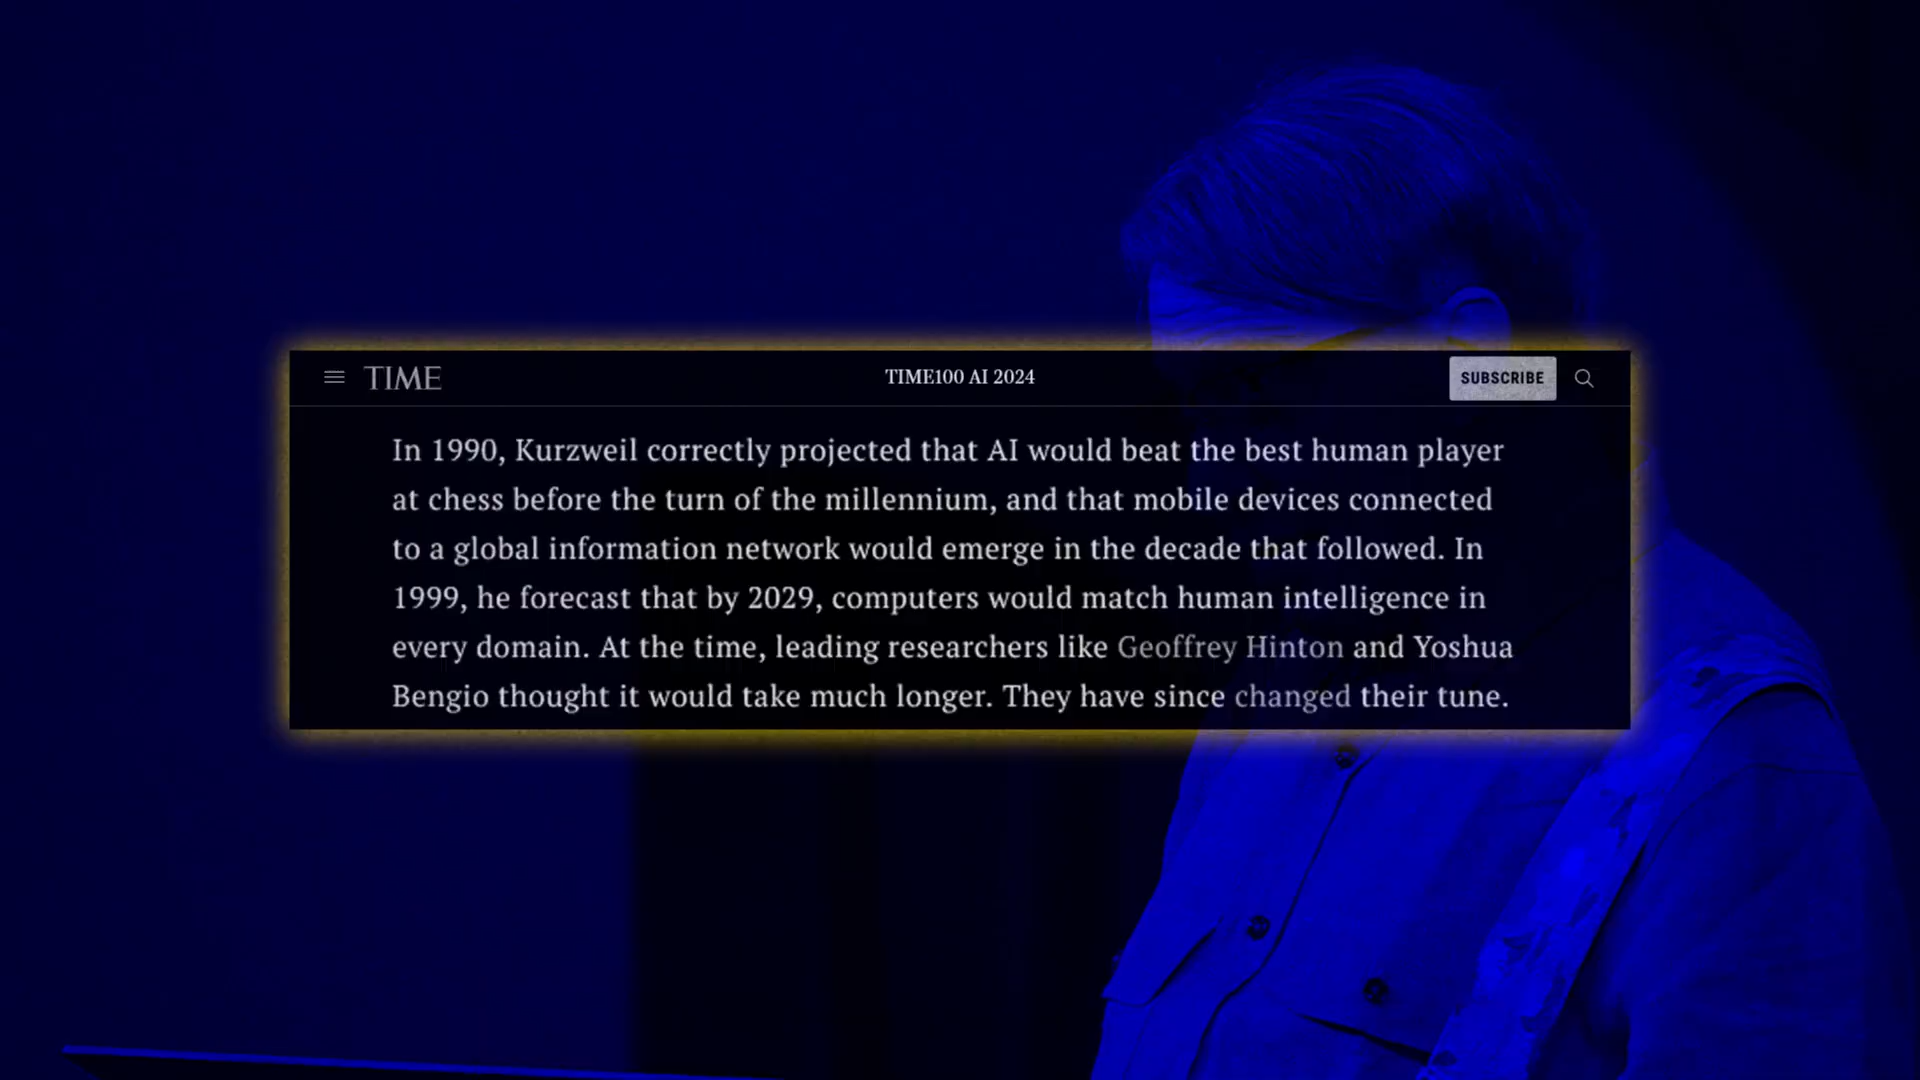 TIME
TIME100 AI 2024
SUBSCRIBE
In 1990, Kurzweil correctly projected that AI would beat the best human player
at chess before the turn of the millennium, and that mobile devices connected
to a global information network would emerge in the decade that followed. In
1999, he forecast that by 2029, computers would match human intelligence in
every domain. At the time, leading researchers like Geoffrey Hinton and Yoshua
Bengio thought it would take much longer. They have since changed their tune.